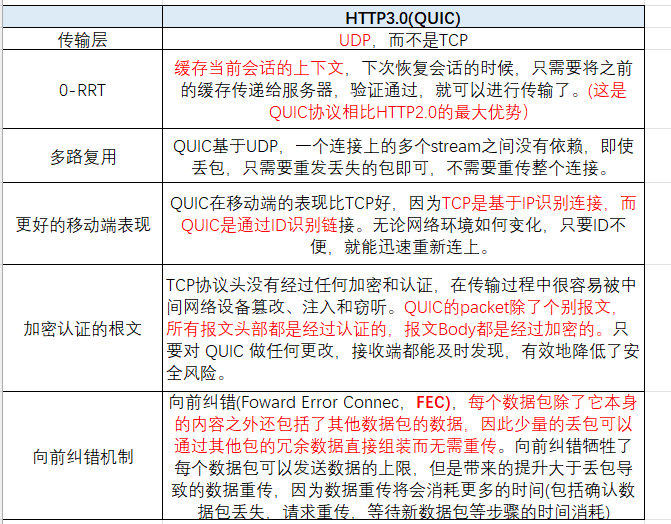 HTTP3.0(QUIC)
传输层
UDP，而不是TCP
0-RRT
缓存当前会话的上下文，下次恢复会话的时候，只需要将之前
的缓存传递给服务器，验证通过，就可以进行传输了。(这是
QUIC协议相比HTTP2.0的最大优势）
多路复用
QUIC基于UDP，一个连接上的多个stream之间没有依赖，即使
丢包，只需要重发丢失的包即可，不需要重传整个连接。
更好的移动端表现
QUIC在移动端的表现比TCP好，因为TCP是基于IP识别连接，而
QUIC是通过ID识别链接。无论网络环境如何变化，只要ID不
便，就能迅速重新连上。
加密认证的根文
TCP协议头没有经过任何加密和认证，在传输过程中很容易被中
间网络设备篡改、注入和窃听。QUIC的packet除了个别报文，
所有报文头部都是经过认证的，报文Body都是经过加密的。只
要对 QUIC 做任何更改，接收端都能及时发现，有效地降低了安
全风险。
向前纠错机制
向前纠错(Foward Error Connec，FEC)，每个数据包除了它本身
的内容之外还包括了其他数据包的数据，因此少量的丢包可以
通过其他包的冗余数据直接组装而无需重传。向前纠错牺牲了
每个数据包可以发送数据的上限，但是带来的提升大于丢包导
致的数据重传，因为数据重传将会消耗更多的时间(包括确认数
据包丢失，请求重传，等待新数据包等步骤的时间消耗)